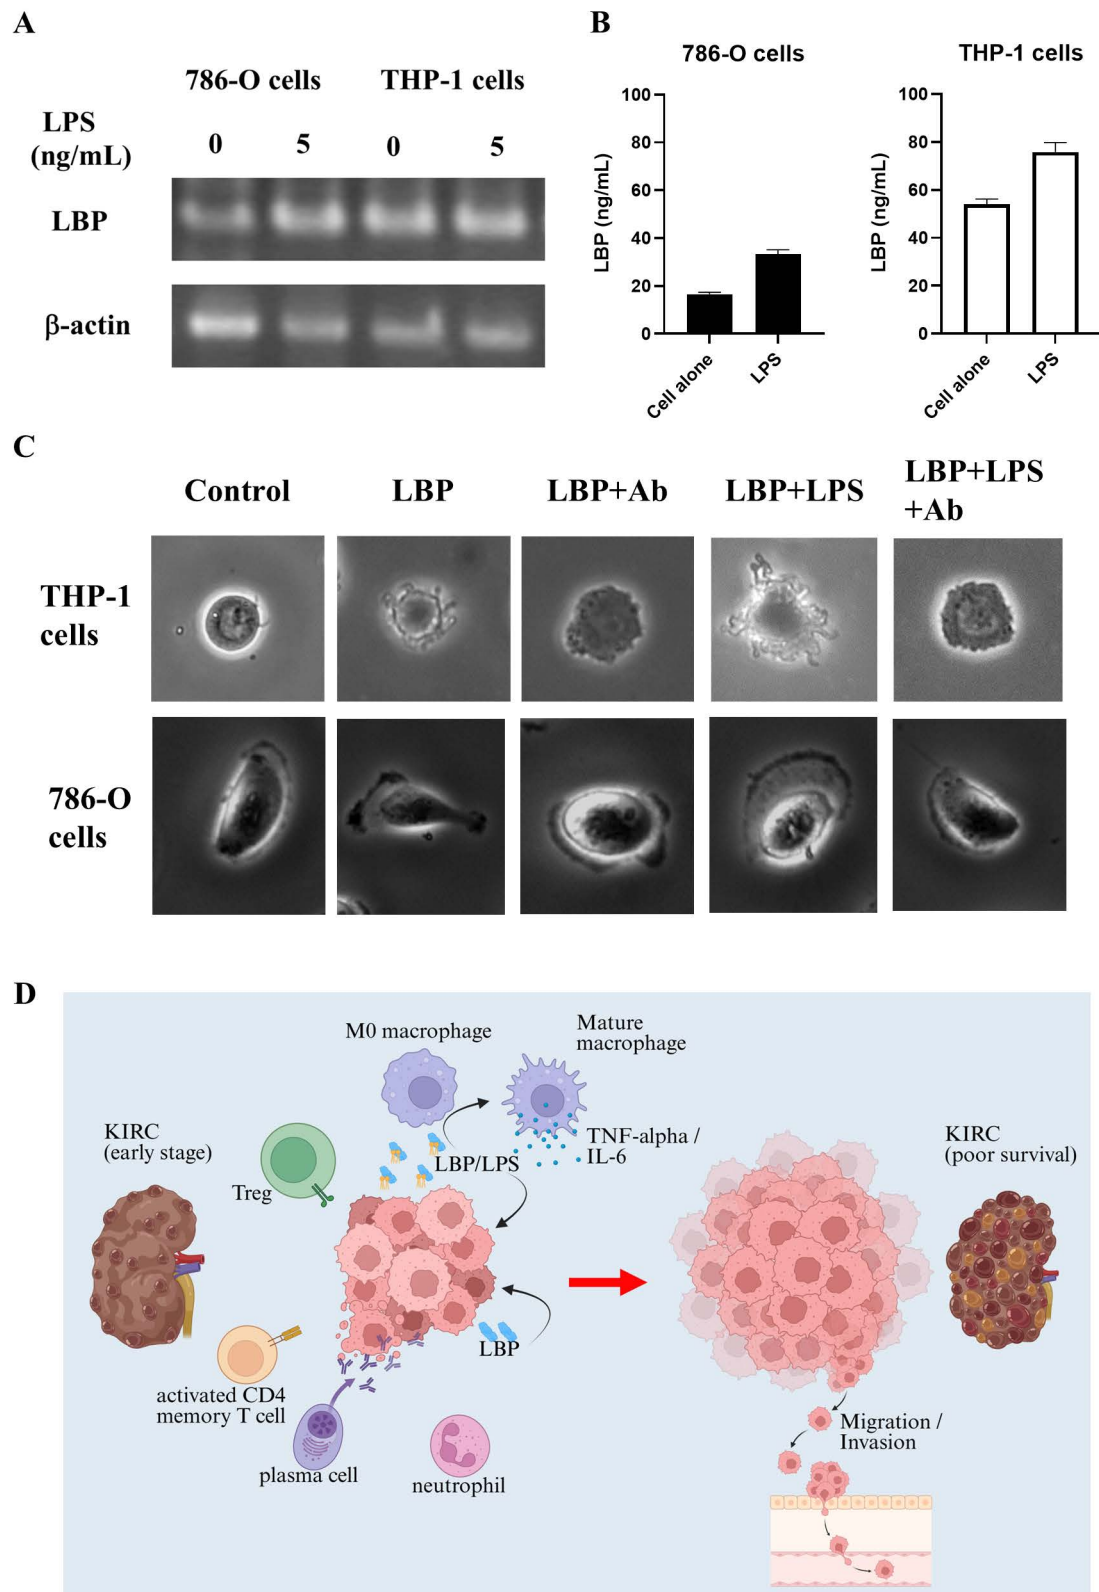 A
786-O cells
THP-1 cells
LPS
(ng/mL)
0
5
0
5
LBP
β-actin
B
786-O cells
LBP (ng/mL)
100
80
60
40
20
0
Cell alone
LPS
THP-1 cells
LBP (ng/mL)
100
80
60
40
20
0
Cell alone
LPS
C
Control
LBP
LBP+Ab
LBP+LPS
LBP+LPS
+Ab
THP-1
cells
786-O
cells
D
M0 macrophage
Mature
macrophage
KIRC
(early stage)
Treg
LBP/LPS
TNF-alpha /
IL-6
KIRC
(poor survival)
LBP
activated CD4
memory T cell
plasma cell
neutrophil
Migration /
Invasion